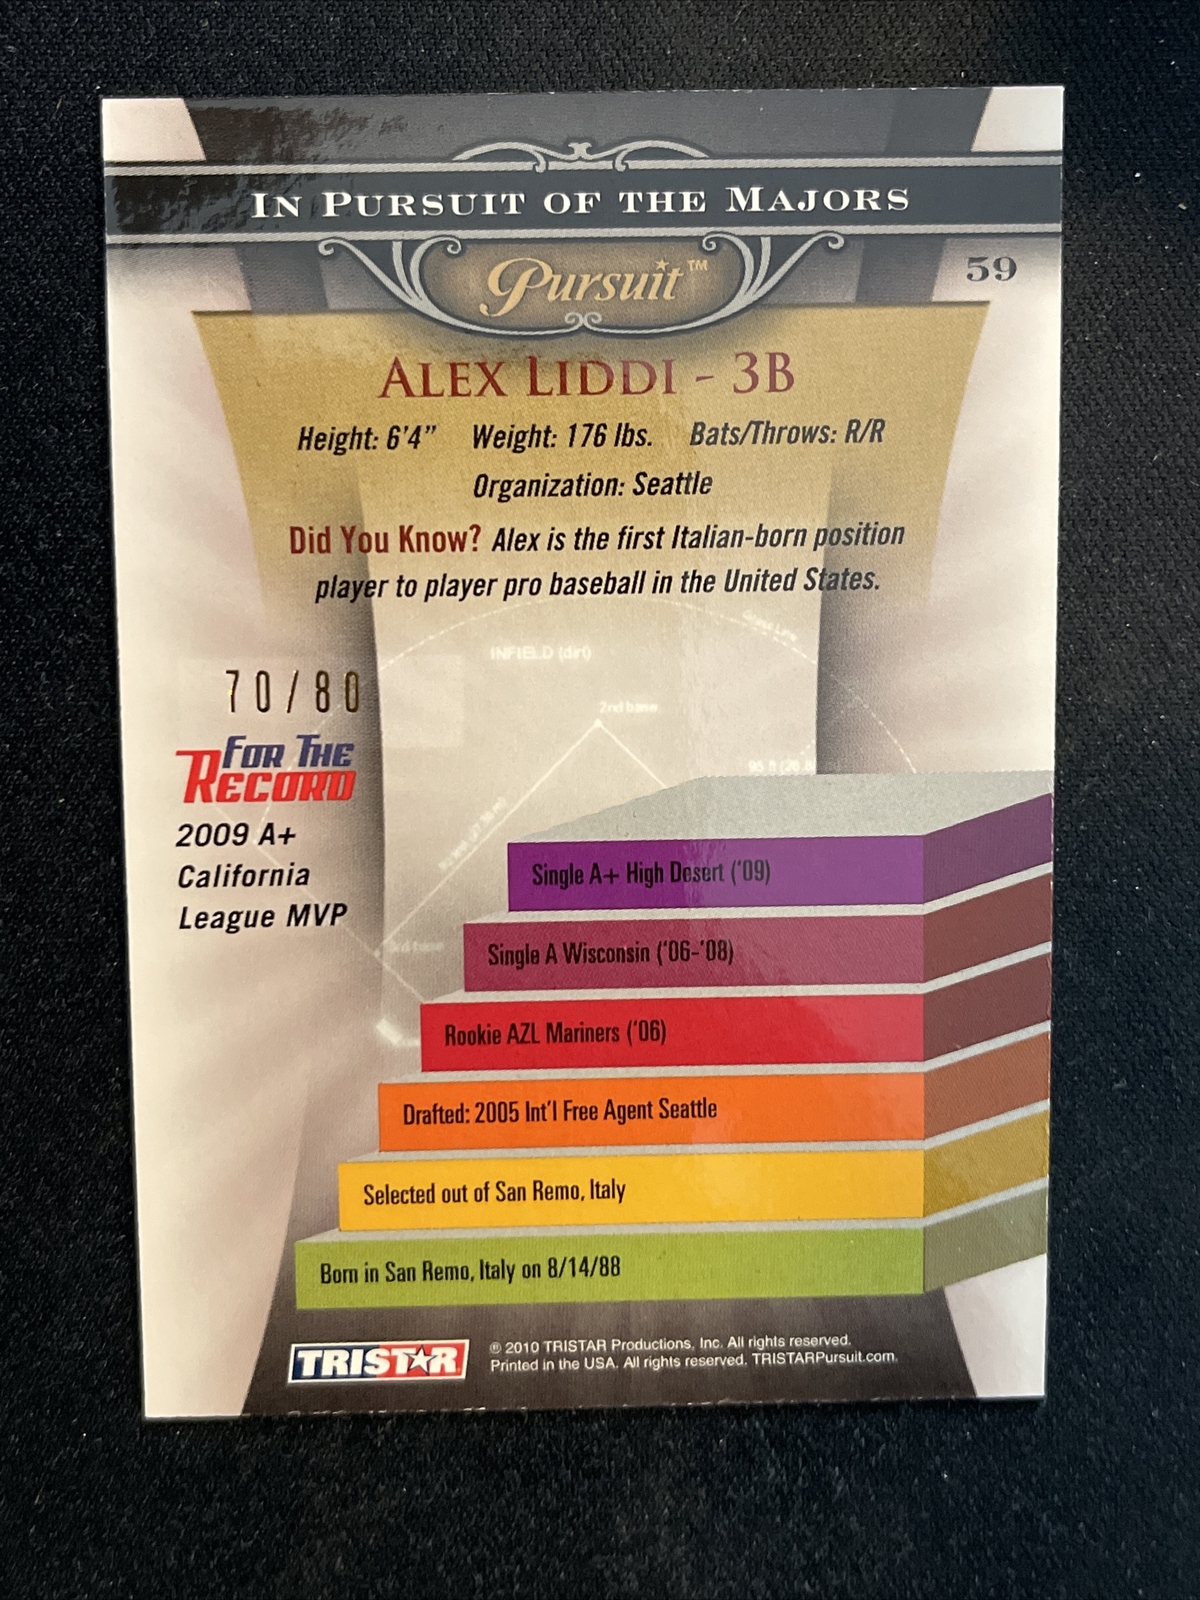 IN PURSUIT OF THE MAJORS
Pursuit™
59
ALEX LIDDI - 3B
Height: 6'4" Weight: 176 lbs. Bats/Throws: R/R
Organization: Seattle
Did You Know? Alex is the first Italian-born position
player to player pro baseball in the United States.
Grass Line
INFIELD (dirt)
70/80
2nd base
FOR THE
RECORD
2009 A+
California
League MVP
3rd base
Single A+ High Desert ('09)
Single A Wisconsin ('06-'08)
Rookie AZL Mariners ('06)
Drafted: 2005 Int'l Free Agent Seattle
Selected out of San Remo, Italy
Born in San Remo, Italy on 8/14/88
TRISTAR
© 2010 TRISTAR Productions, Inc. All rights reserved.
Printed in the USA. All rights reserved. TRISTARPursuit.com